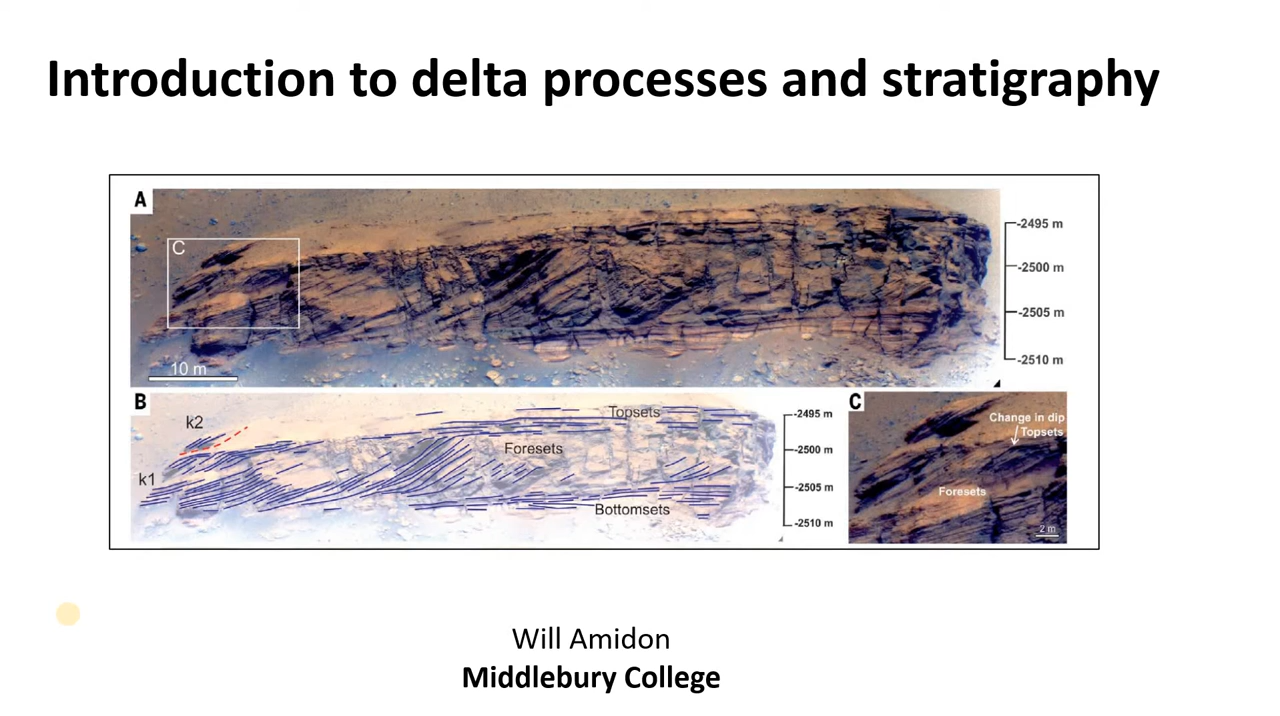 Introduction to delta processes and stratigraphy
A
C
10 m
-2495 m
-2500 m
-2505 m
-2510 m
B
k2
k1
Topsets
Foresets
Bottomsets
-2495 m
-2500 m
-2505 m
-2510 m
C
Change in dip
Topsets
Foresets
2 m
Will Amidon
Middlebury College